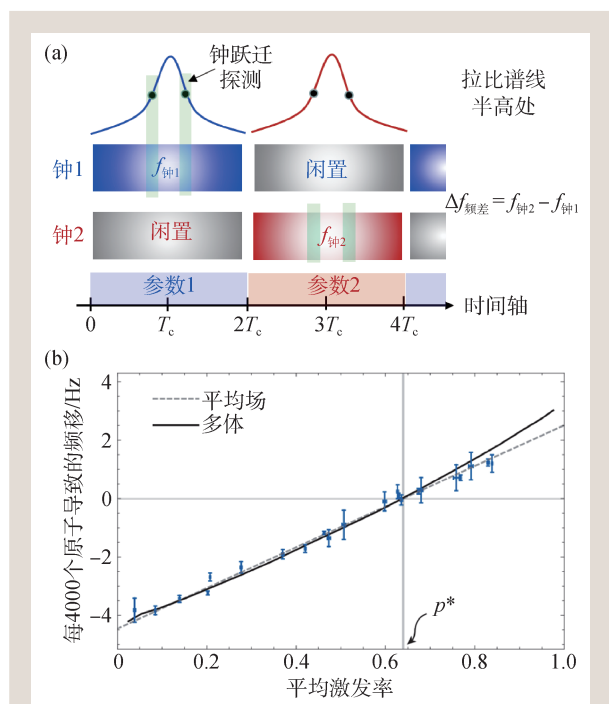 (a)
钟跃迁
探测
拉比谱线
半高处
钟1
f钟1
闲置
Δf频差＝f钟2－f钟1
钟2
闲置
f钟2
参数1
参数2
0
Tc
2Tc
3Tc
4Tc
时间轴
(b)
每4000个原子导致的频移/Hz
4
2
0
-2
-4
平均场
多体
p*
0
0.2
0.4
0.6
0.8
1.0
平均激发率